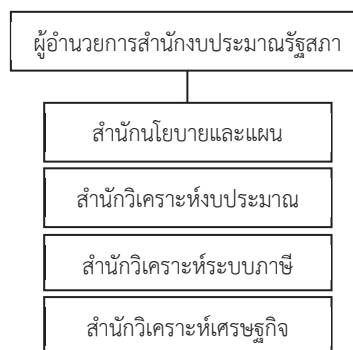 ผู้อำนวยการสำนักงบประมาณรัฐสภา
สำนักนโยบายและแผน
สำนักวิเคราะห์งบประมาณ
สำนักวิเคราะห์ระบบภาษี
สำนักวิเคราะห์เศรษฐกิจ